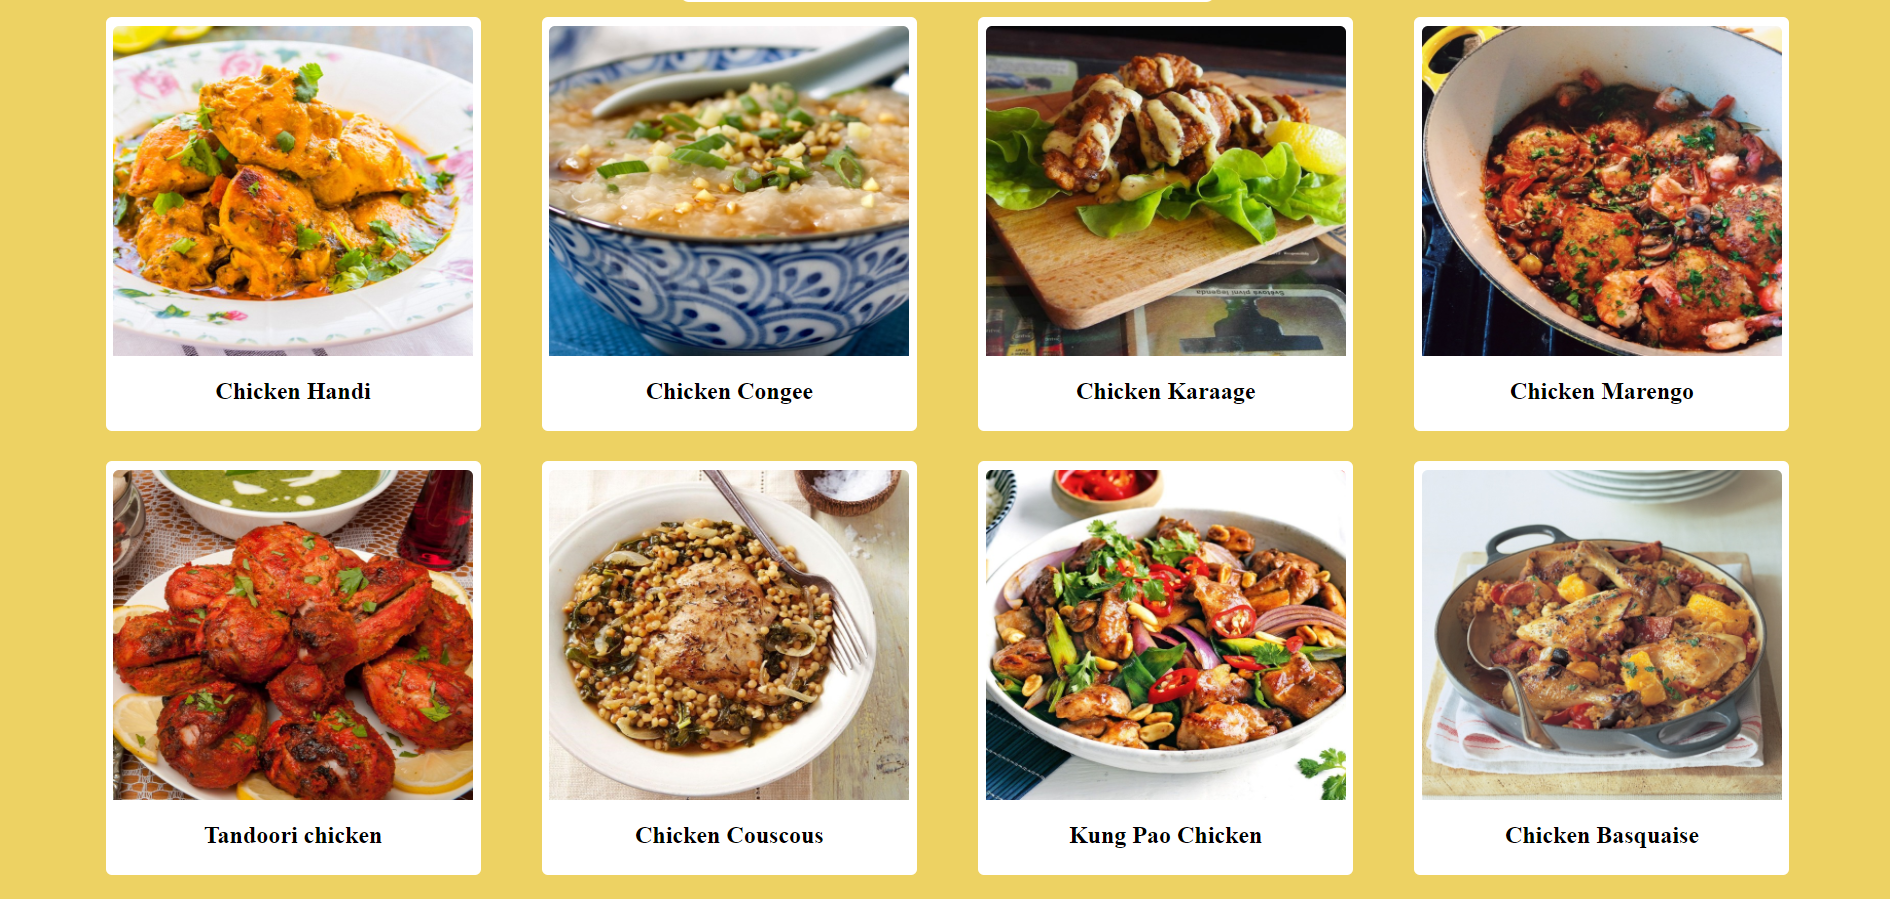 Chicken Handi
Chicken Congee
Chicken Karaage
Chicken Marengo
Tandoori chicken
Chicken Couscous
Kung Pao Chicken
Chicken Basquaise